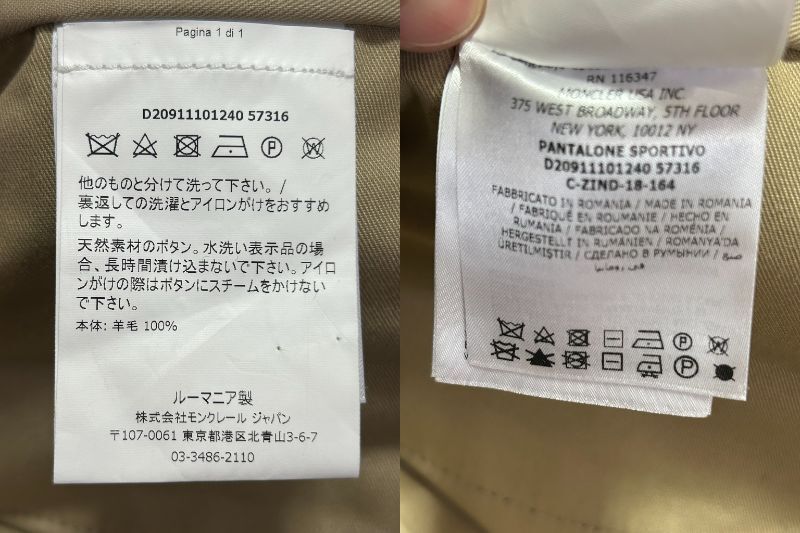 Pagina 1 di 1
D20911101240 57316
他のものと分けて洗って下さい。/
裏返しての洗濯とアイロンがけをおすすめ
します。
天然素材のボタン。水洗い表示品の場
合、長時間漬け込まないで下さい。アイロ
ンがけの際はボタンにスチームをかけない
で下さい。
本体: 羊毛 100%
ルーマニア製
株式会社モンクレール ジャパン
〒107-0061 東京都港区北青山3-6-7
03-3486-2110
RN 116347
MONCLER USA INC.
375 WEST BROADWAY, 5TH FLOOR
NEW YORK, 10012 NY
PANTALONE SPORTIVO
D20911101240 57316
C-ZIND-18-164
FABBRICATO IN ROMANIA / MADE IN ROMANIA
/ FABRIQUÉ EN ROUMANIE / HECHO EN
RUMANIA / FABRICADO NA ROMÉNIA /
HERGESTELLT IN RUMÄNIEN / ROMANYA'DA
ÜRETILMIŞTIR / СДЕЛАНО В РУМЫНИИ / صنع
في رومانيا